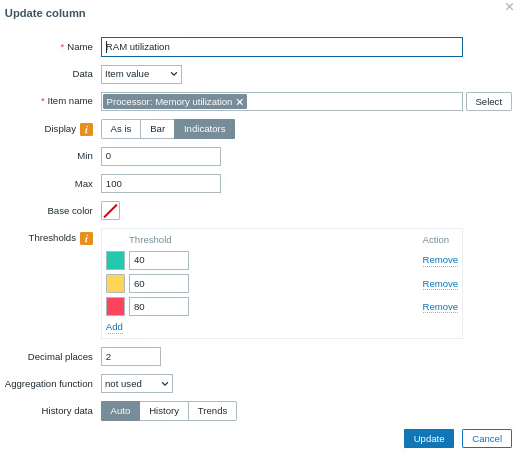 Update column
* Name RAM utilization
Data Item value
* Item name Processor: Memory utilization Select
Display i As is Bar Indicators
Min 0
Max 100
Base color
Thresholds i Threshold Action
40 Remove
60 Remove
80 Remove
Add
Decimal places 2
Aggregation function not used
History data Auto History Trends
Update Cancel